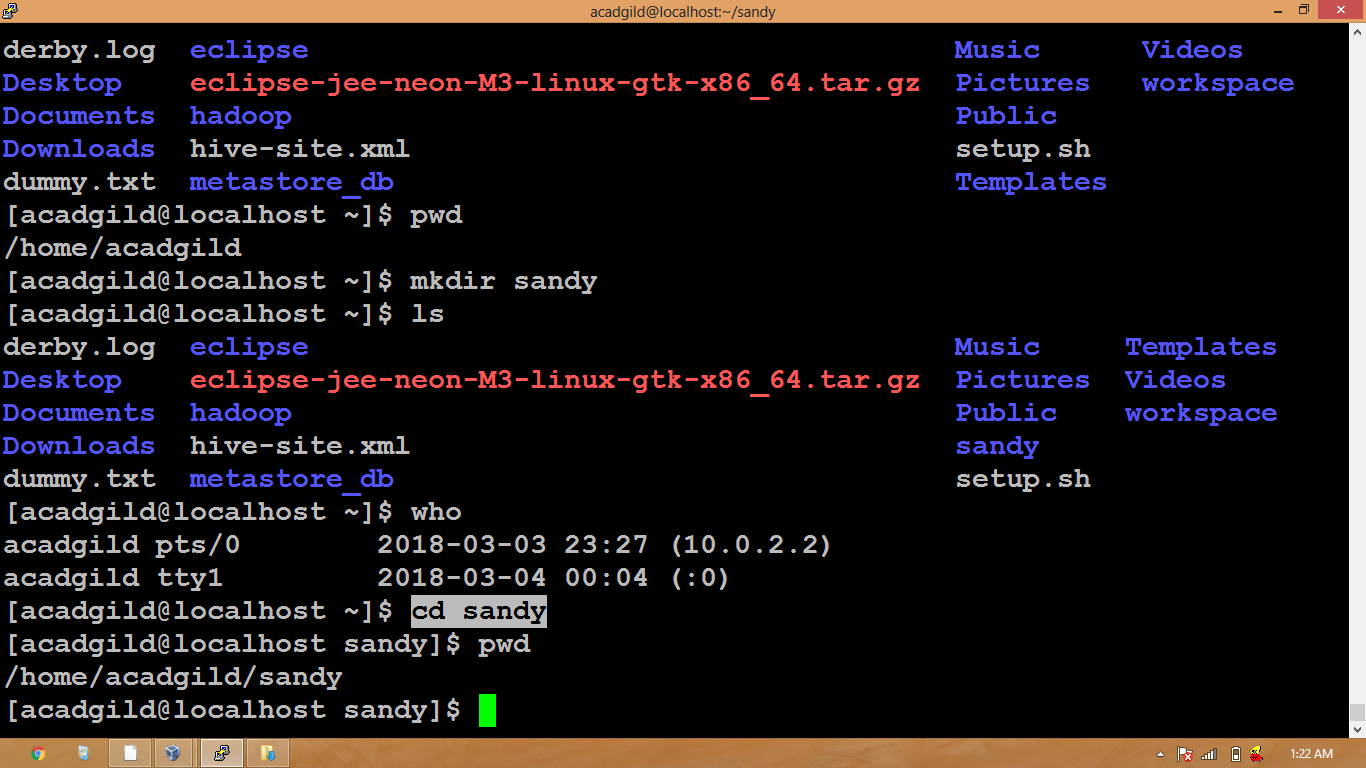 acadgild@localhost:~/sandy
derby.log eclipse Music Videos
Desktop eclipse-jee-neon-M3-linux-gtk-x86_64.tar.gz Pictures workspace
Documents hadoop Public
Downloads hive-site.xml setup.sh
dummy.txt metastore_db Templates
[acadgild@localhost ~]$ pwd
/home/acadgild
[acadgild@localhost ~]$ mkdir sandy
[acadgild@localhost ~]$ ls
derby.log eclipse Music Templates
Desktop eclipse-jee-neon-M3-linux-gtk-x86_64.tar.gz Pictures Videos
Documents hadoop Public workspace
Downloads hive-site.xml sandy
dummy.txt metastore_db setup.sh
[acadgild@localhost ~]$ who
acadgild pts/0 2018-03-03 23:27 (10.0.2.2)
acadgild tty1 2018-03-04 00:04 (:0)
[acadgild@localhost ~]$ cd sandy
[acadgild@localhost sandy]$ pwd
/home/acadgild/sandy
[acadgild@localhost sandy]$
1:22 AM